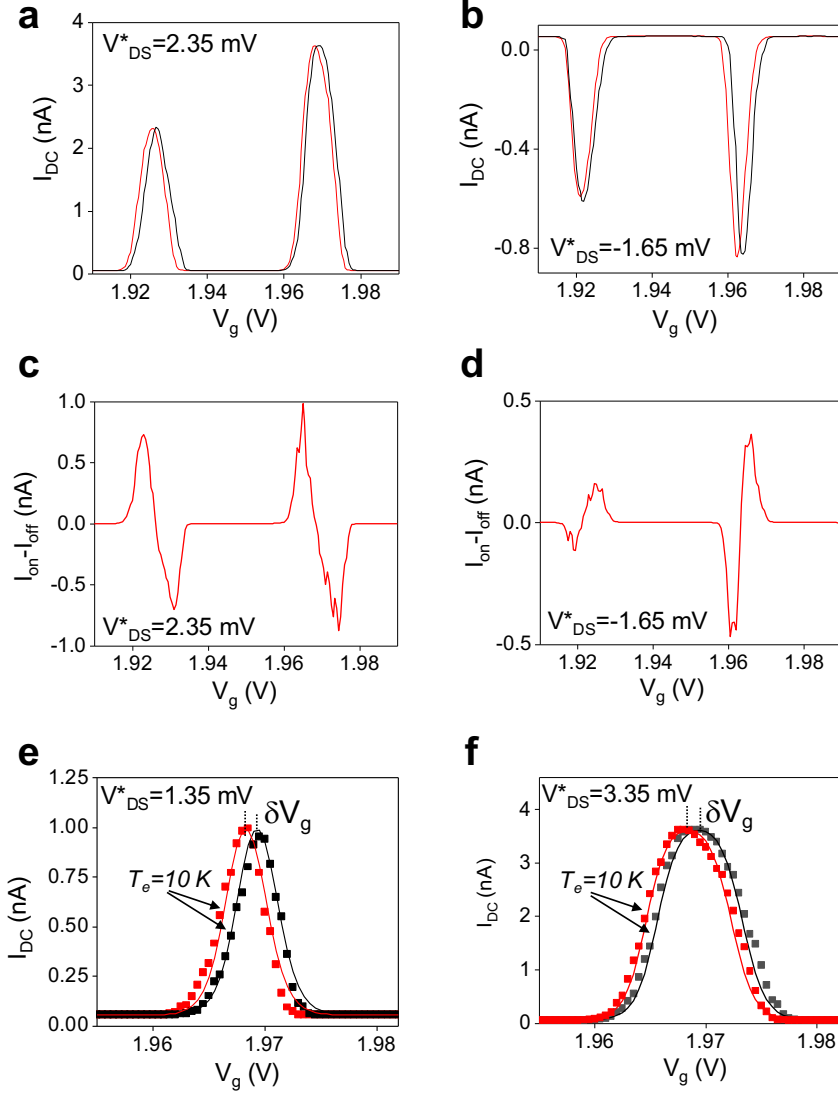 a
V*DS=2.35 mV
IDC (nA)
4
3
2
1
0
1.92
1.94
1.96
1.98
Vg (V)
b
IDC (nA)
0.0
-0.4
-0.8
V*DS=-1.65 mV
1.92
1.94
1.96
1.98
Vg (V)
c
Ion-Ioff (nA)
1.0
0.5
0.0
-0.5
-1.0
V*DS=2.35 mV
1.92
1.94
1.96
1.98
Vg (V)
d
Ion-Ioff (nA)
0.5
0.0
-0.5
V*DS=-1.65 mV
1.92
1.94
1.96
1.98
Vg (V)
e
V*DS=1.35 mV
δVg
Te=10 K
IDC (nA)
1.25
1.00
0.75
0.50
0.25
0.00
1.96
1.97
1.98
Vg (V)
f
V*DS=3.35 mV
δVg
Te=10 K
IDC (nA)
4
3
2
1
0
1.96
1.97
1.98
Vg (V)